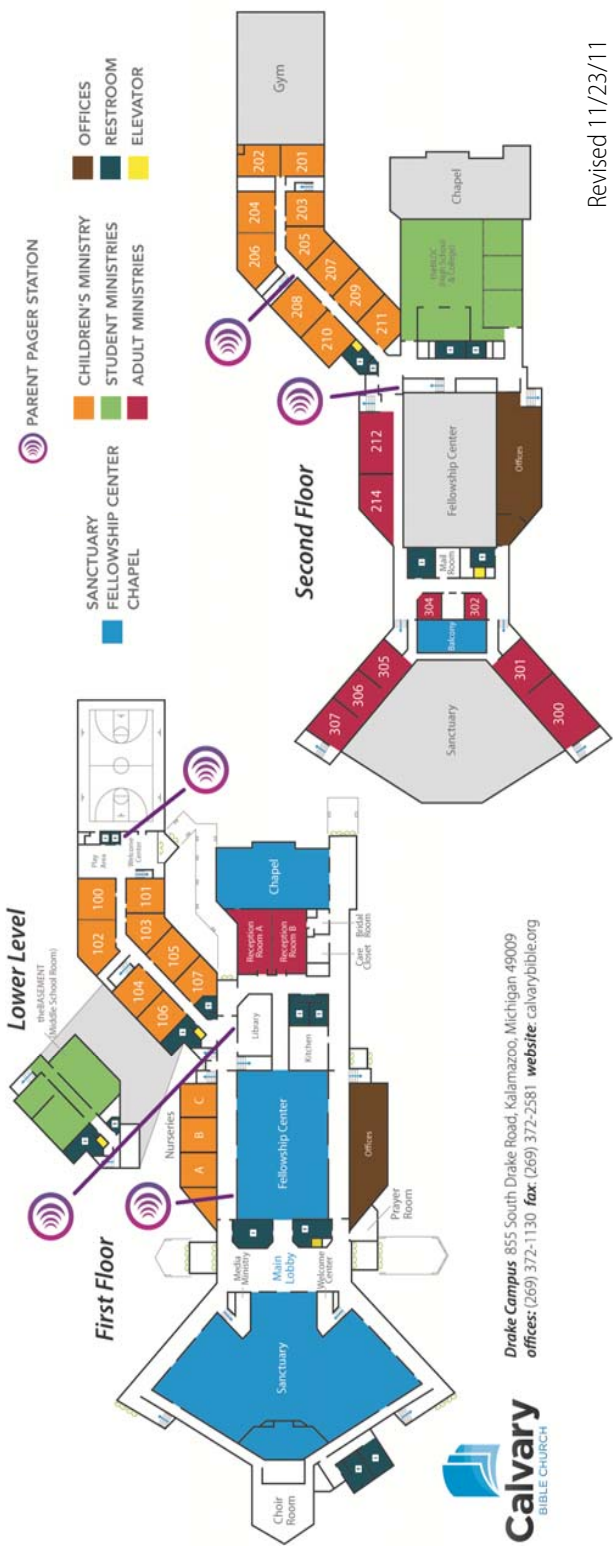 PARENT PAGER STATION
SANCTUARY
FELLOWSHIP CENTER
CHAPEL
CHILDREN'S MINISTRY
STUDENT MINISTRIES
ADULT MINISTRIES
OFFICES
RESTROOM
ELEVATOR
Lower Level
theBASEMENT
(Middle School Room)
First Floor
Nurseries
A
B
C
100
101
102
103
104
105
106
107
Play
Area
Welcome
Center
Library
Kitchen
Fellowship Center
Reception
Room A
Reception
Room B
Chapel
Bridal
Room
Care
Closet
Offices
Prayer
Room
Media
Ministry
Main
Lobby
Welcome
Center
Sanctuary
Choir
Room
Second Floor
Gym
201
202
203
204
205
206
207
208
209
210
211
212
214
Chapel
theBLOC
(High School
& College)
Fellowship Center
Offices
Mail
Room
304
302
Balcony
305
306
307
301
300
Sanctuary
Calvary
BIBLE CHURCH
Drake Campus 855 South Drake Road, Kalamazoo, Michigan 49009
offices: (269) 372-1130 fax: (269) 372-2581 website: calvarybible.org
Revised 11/23/11